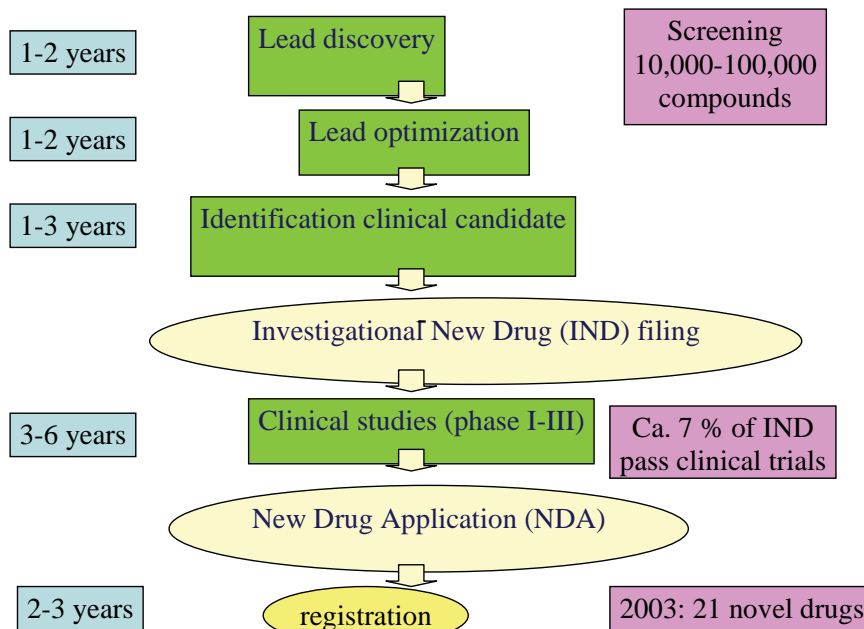 1-2 years
Lead discovery
Screening
10,000-100,000
compounds
1-2 years
Lead optimization
1-3 years
Identification clinical candidate
Investigational New Drug (IND) filing
3-6 years
Clinical studies (phase I-III)
Ca. 7 % of IND
pass clinical trials
New Drug Application (NDA)
2-3 years
registration
2003: 21 novel drugs